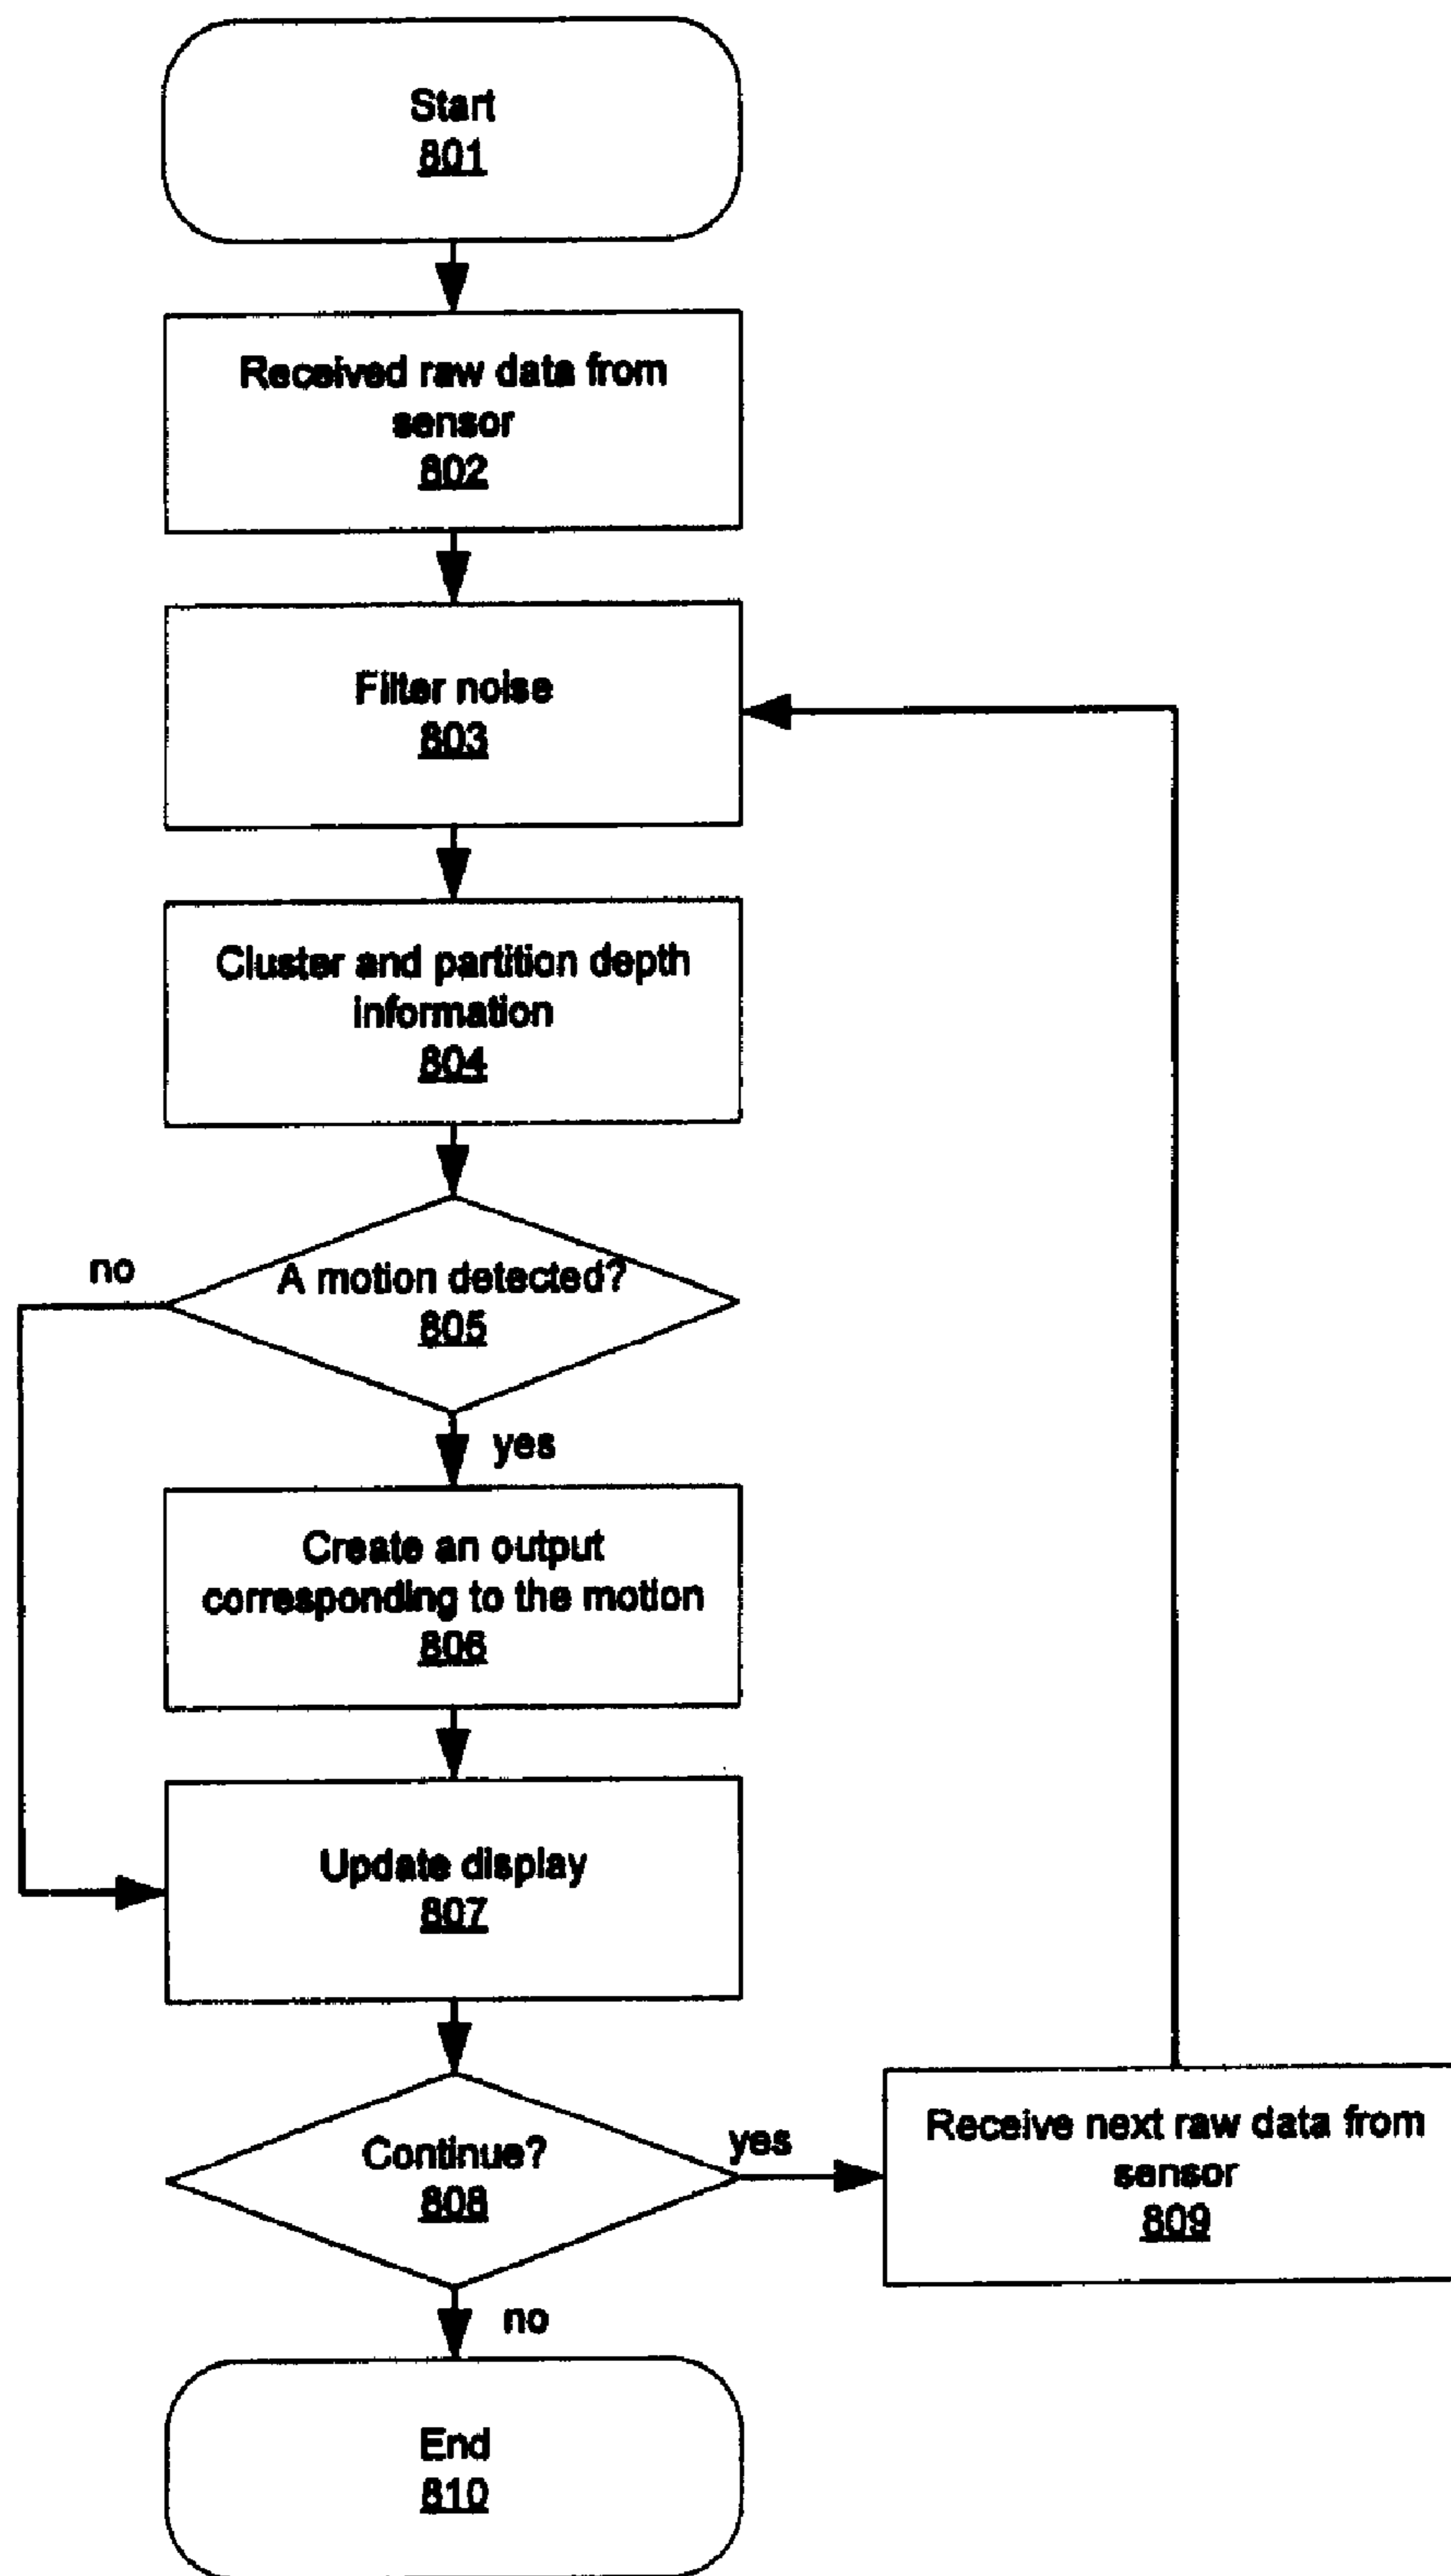 Start
801
Received raw data from
sensor
802
Filter noise
803
Cluster and partition depth
information
804
no
A motion detected?
805
yes
Create an output
corresponding to the motion
806
Update display
807
Continue?
808
yes
Receive next raw data from
sensor
809
no
End
810